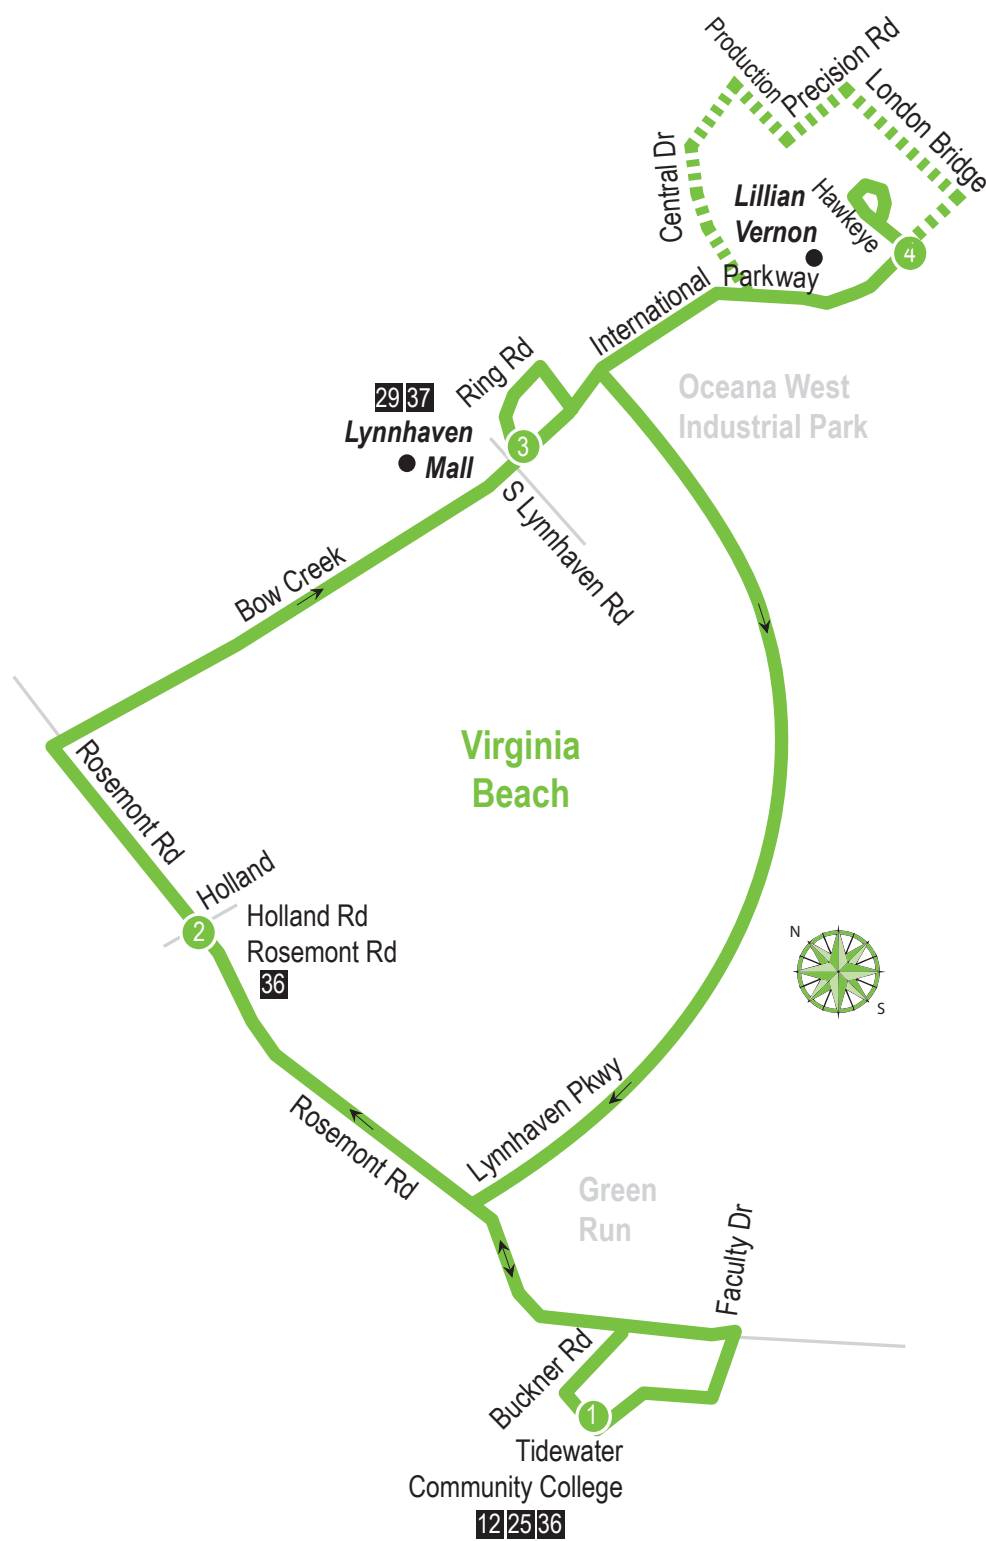 Production
Precision Rd
London Bridge
Central Dr
Lillian
Vernon
Hawkeye
4
International Parkway
Ring Rd
29 37
Lynnhaven
Mall
3
Oceana West
Industrial Park
S Lynnhaven Rd
Bow Creek
Virginia
Beach
Rosemont Rd
Holland
2
Holland Rd
Rosemont Rd
36
N
S
Lynnhaven Pkwy
Rosemont Rd
Green
Run
Faculty Dr
Buckner Rd
1
Tidewater
Community College
12 25 36